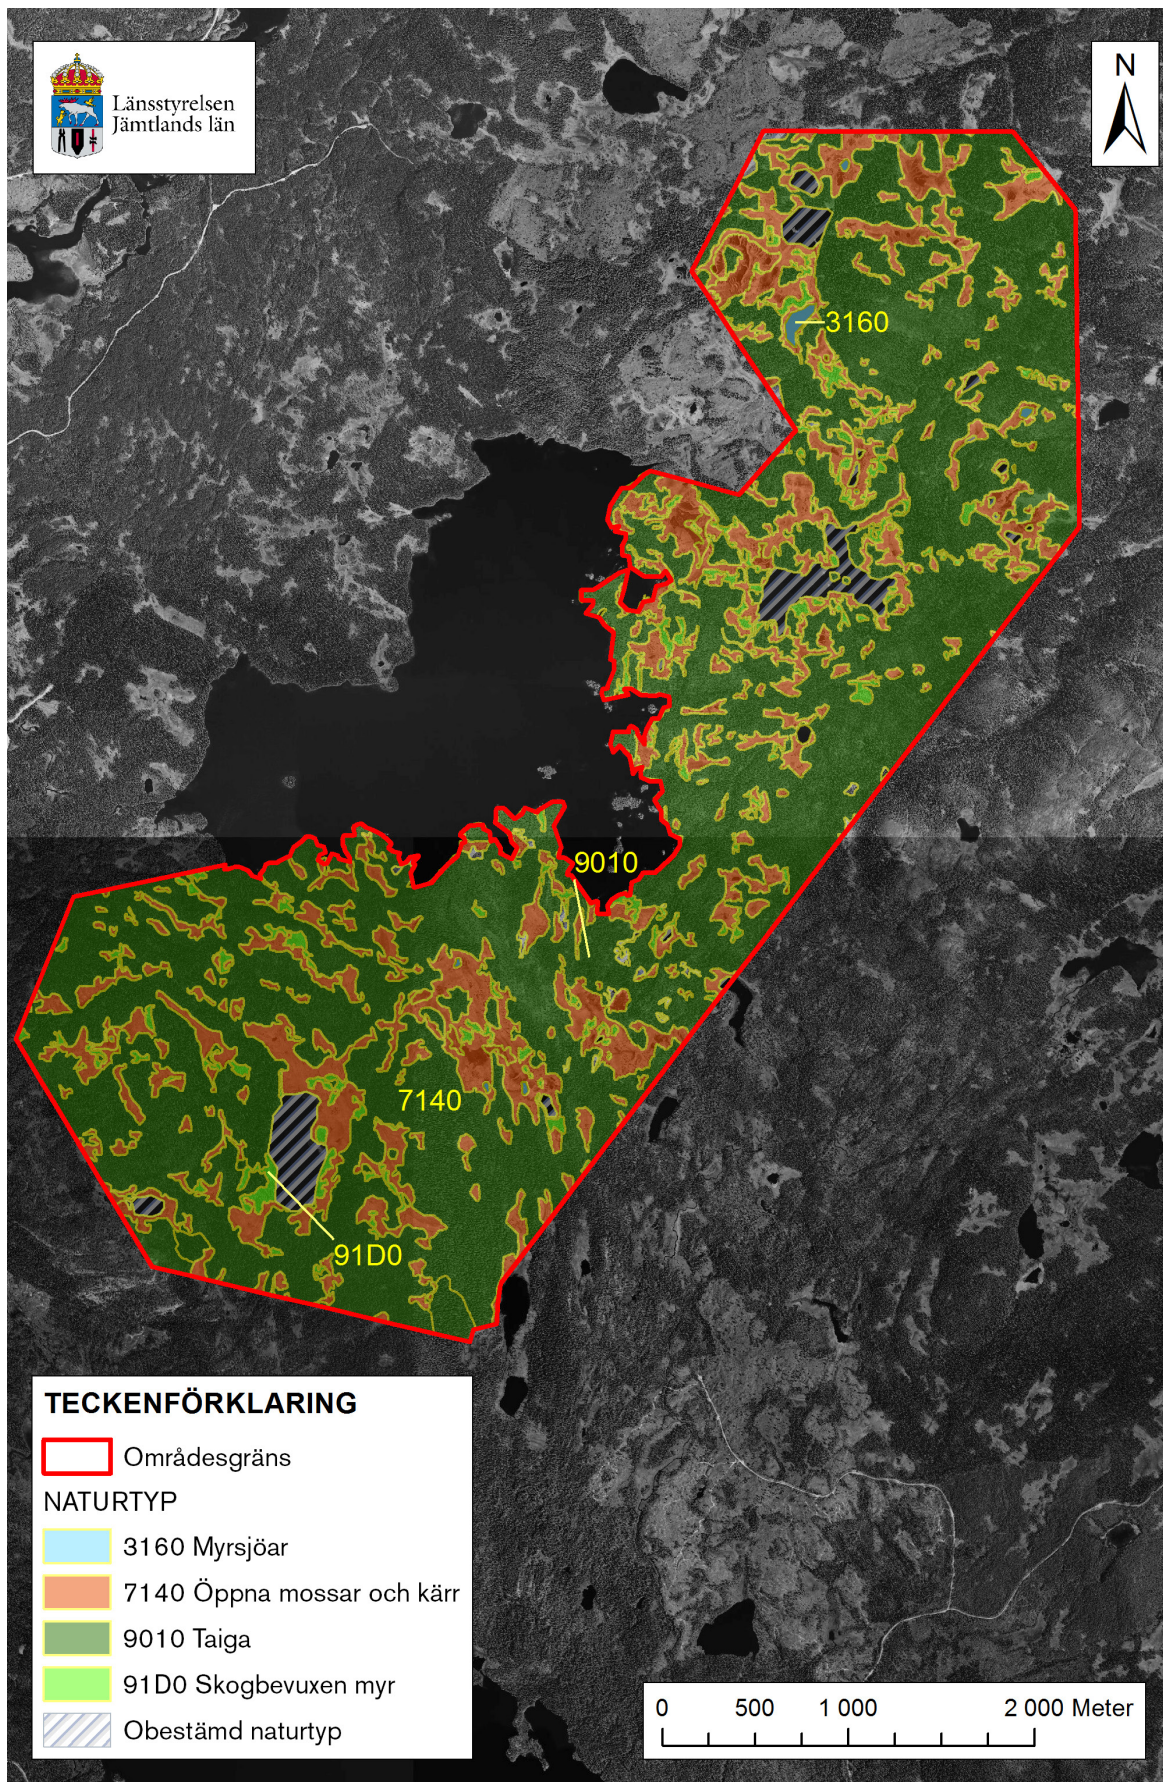 Länsstyrelsen
Jämtlands län
N
3160
9010
7140
91D0
TECKENFÖRKLARING
Områdesgräns
NATURTYP
3160 Myrsjöar
7140 Öppna mossar och kärr
9010 Taiga
91D0 Skogbevuxen myr
Obestämd naturtyp
0 500 1 000 2 000 Meter